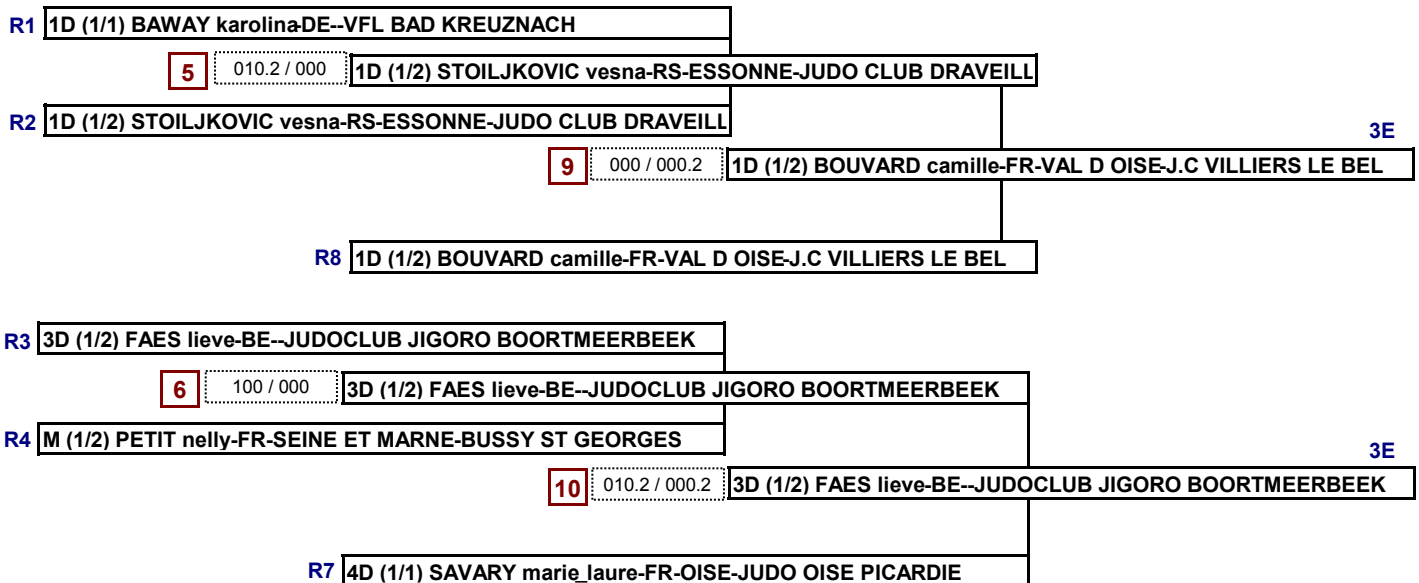 R1 1D (1/1) BAWAY karolina-DE--VFL BAD KREUZNACH
5 010.2 / 000 1D (1/2) STOILJKOVIC vesna-RS-ESSONNE-JUDO CLUB DRAVEILL
R2 1D (1/2) STOILJKOVIC vesna-RS-ESSONNE-JUDO CLUB DRAVEILL
3E
9 000 / 000.2 1D (1/2) BOUVARD camille-FR-VAL D OISE-J.C VILLIERS LE BEL
R8 1D (1/2) BOUVARD camille-FR-VAL D OISE-J.C VILLIERS LE BEL
R3 3D (1/2) FAES lieve-BE--JUDOCLUB JIGORO BOORTMEERBEEK
6 100 / 000 3D (1/2) FAES lieve-BE--JUDOCLUB JIGORO BOORTMEERBEEK
R4 M (1/2) PETIT nelly-FR-SEINE ET MARNE-BUSSY ST GEORGES
3E
10 010.2 / 000.2 3D (1/2) FAES lieve-BE--JUDOCLUB JIGORO BOORTMEERBEEK
R7 4D (1/1) SAVARY marie_laure-FR-OISE-JUDO OISE PICARDIE